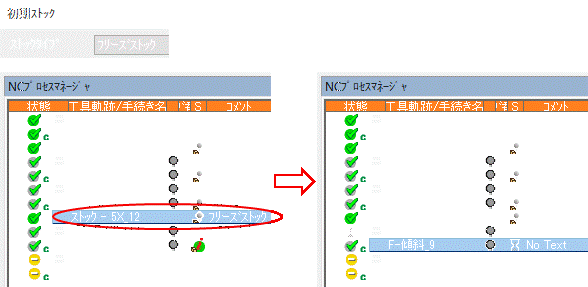 初期ｽﾄｯｸ
ｽﾄｯｸﾀｲﾌﾟ ﾌﾘｰｽﾞｽﾄｯｸ
NCﾌﾟﾛｾｽﾏﾈｰｼﾞｬ
状態 工具軌跡/手続き名 S ｺﾒﾝﾄ
ｽﾄｯｸ - 5X_12 ﾌﾘｰｽﾞｽﾄｯｸ
NCﾌﾟﾛｾｽﾏﾈｰｼﾞｬ
状態 工具軌跡/手続き名 S ｺﾒﾝﾄ
F-傾斜_9 No Text